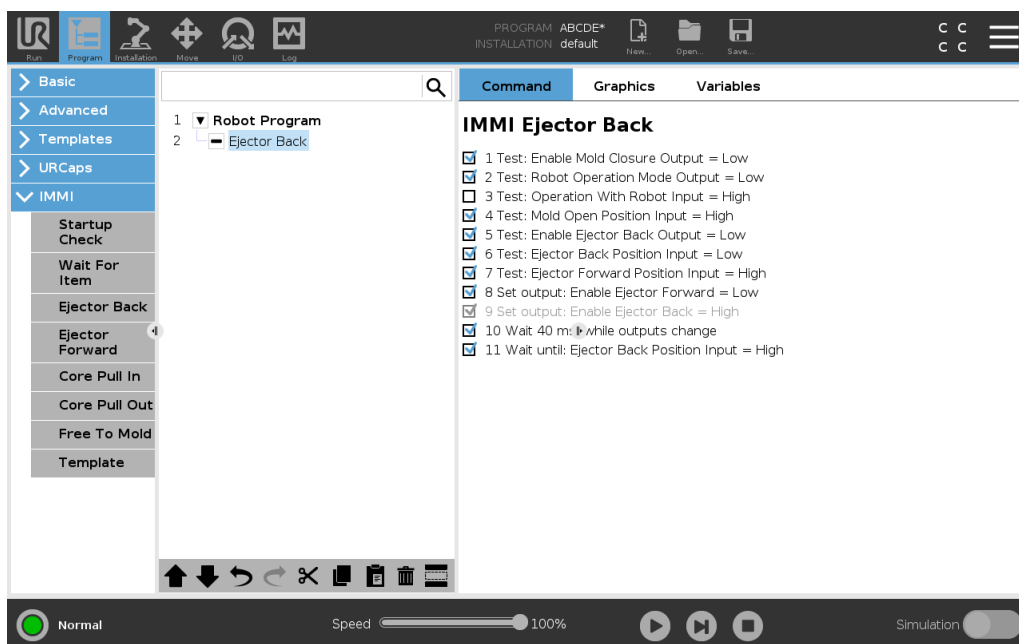 PROGRAM ABCDE*
INSTALLATION default
Run
Program
Installation
Move
I/O
Log
New...
Open...
Save...
C C
C C
Basic
Advanced
Templates
URCaps
IMMI
Startup
Check
Wait For
Item
Ejector Back
Ejector
Forward
Core Pull In
Core Pull Out
Free To Mold
Template
1 Robot Program
2 Ejector Back
Command Graphics Variables
IMMI Ejector Back
1 Test: Enable Mold Closure Output = Low
2 Test: Robot Operation Mode Output = Low
3 Test: Operation With Robot Input = High
4 Test: Mold Open Position Input = High
5 Test: Enable Ejector Back Output = Low
6 Test: Ejector Back Position Input = Low
7 Test: Ejector Forward Position Input = High
8 Set output: Enable Ejector Forward = Low
9 Set output: Enable Ejector Back = High
10 Wait 40 ms while outputs change
11 Wait until: Ejector Back Position Input = High
Normal
Speed 100%
Simulation